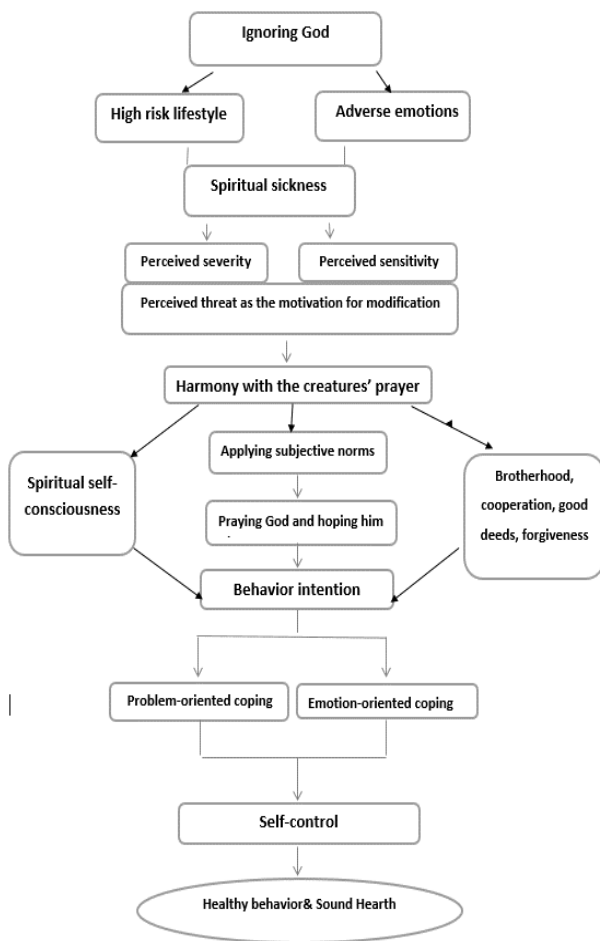 Ignoring God
High risk lifestyle
Adverse emotions
Spiritual sickness
Perceived severity
Perceived sensitivity
Perceived threat as the motivation for modification
Harmony with the creatures’ prayer
Applying subjective norms
Spiritual self-
consciousness
Brotherhood,
cooperation, good
deeds, forgiveness
Praying God and hoping him
.
Behavior intention
Problem-oriented coping
Emotion-oriented coping
Self-control
Healthy behavior& Sound Hearth